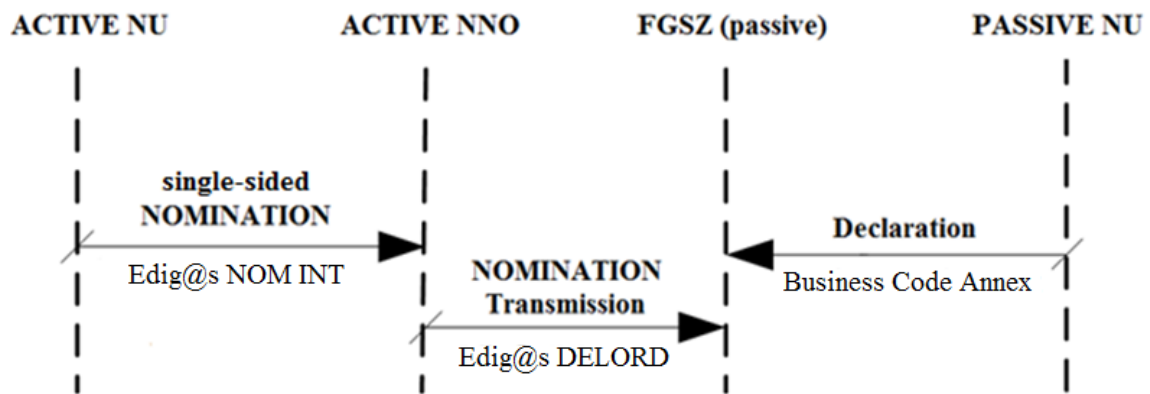 ACTIVE NU
ACTIVE NNO
FGSZ (passive)
PASSIVE NU
single-sided
NOMINATION
Edig@s NOM INT
NOMINATION
Transmission
Edig@s DELORD
Declaration
Business Code Annex